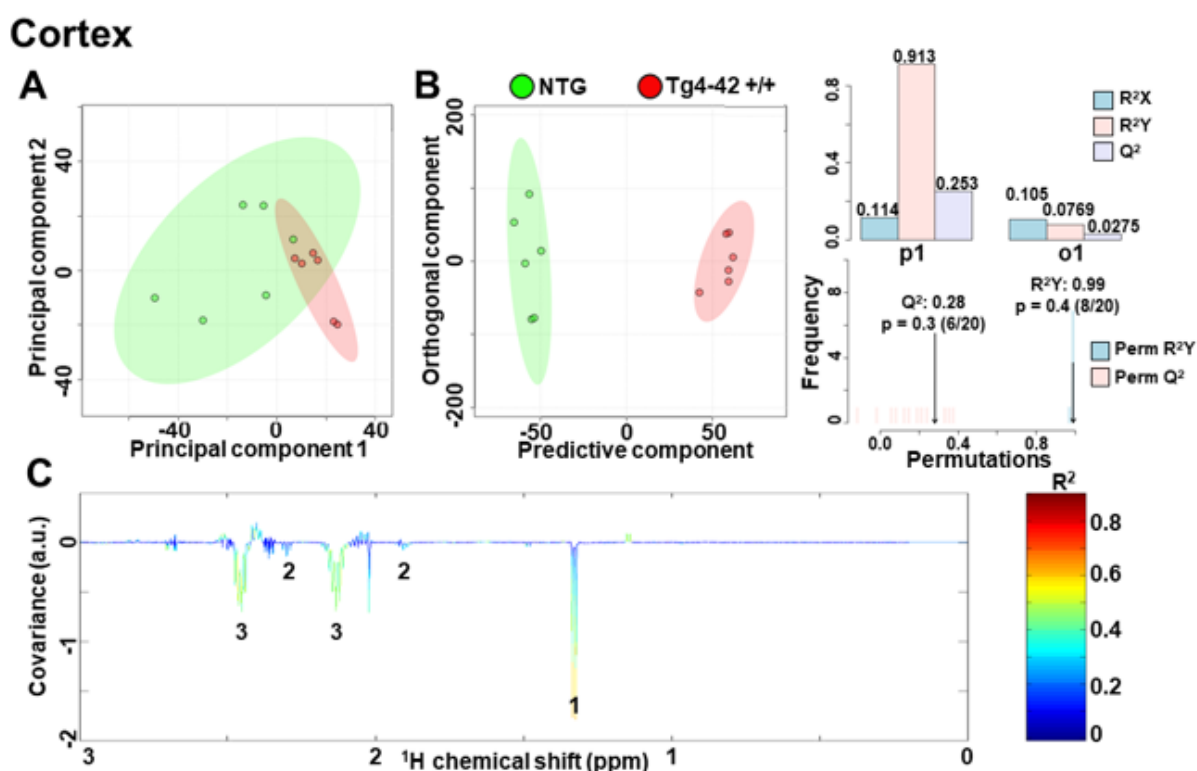 Cortex
A
Principal component 2
40
0
-40
-40
0
40
Principal component 1
B
NTG
Tg4-42 +/+
Orthogonal component
200
0
-200
-50
0
50
Predictive component
0.8
0.4
0.0
0.913
0.114
0.253
0.105
0.0769
0.0275
p1
o1
R²X
R²Y
Q²
Frequency
8
4
0
Q²: 0.28
p = 0.3 (6/20)
R²Y: 0.99
p = 0.4 (8/20)
Perm R²Y
Perm Q²
0.0
0.4
0.8
Permutations
C
Covariance (a.u.)
0
-1
-2
2
2
3
3
1
3
2
1
0
¹H chemical shift (ppm)
R²
0.8
0.6
0.4
0.2
0